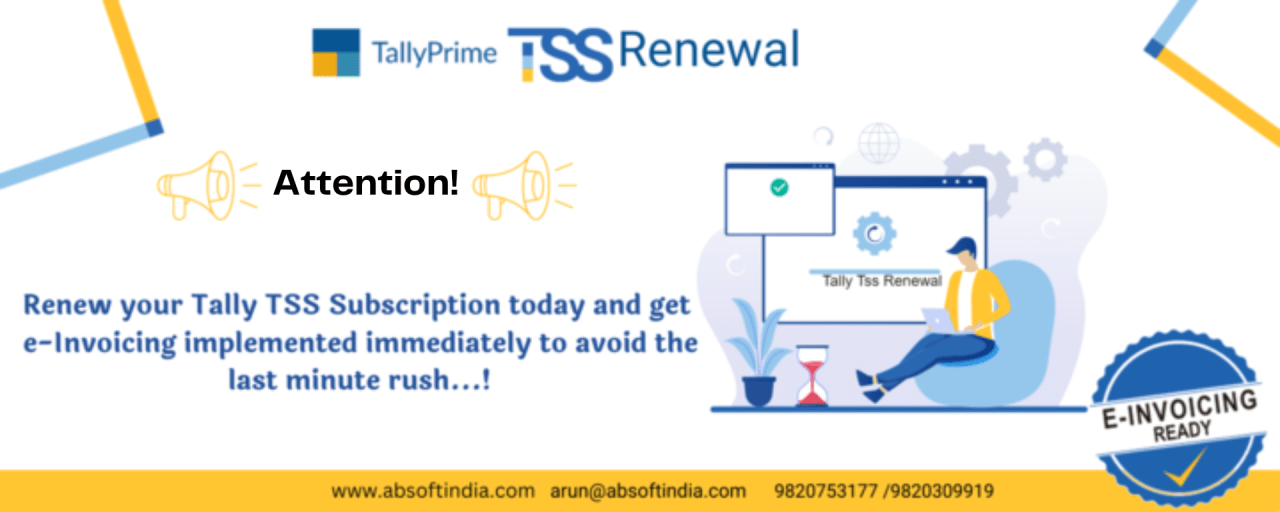 TallyPrime TSS Renewal
Attention!
Renew your Tally TSS Subscription today and get
e-Invoicing implemented immediately to avoid the
last minute rush...!
Tally Tss Renewal
E-INVOICING
READY
www.absoftindia.com arun@absoftindia.com 9820753177 /9820309919